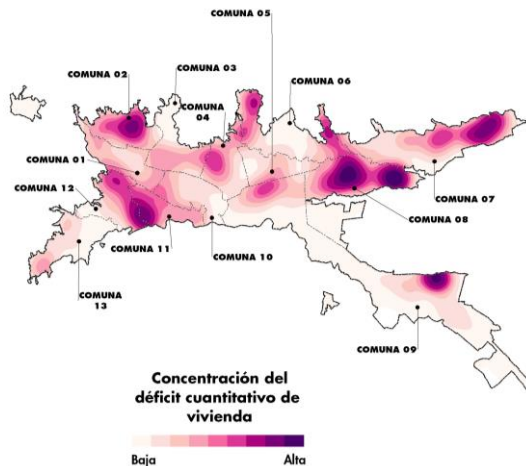 COMUNA 05
COMUNA 03
COMUNA 02
COMUNA 06
COMUNA
04
COMUNA 01
COMUNA 12
COMUNA 07
COMUNA 08
COMUNA 11
COMUNA 10
COMUNA
13
COMUNA 09
Concentración del
déficit cuantitativo de
vivienda
Baja Alta